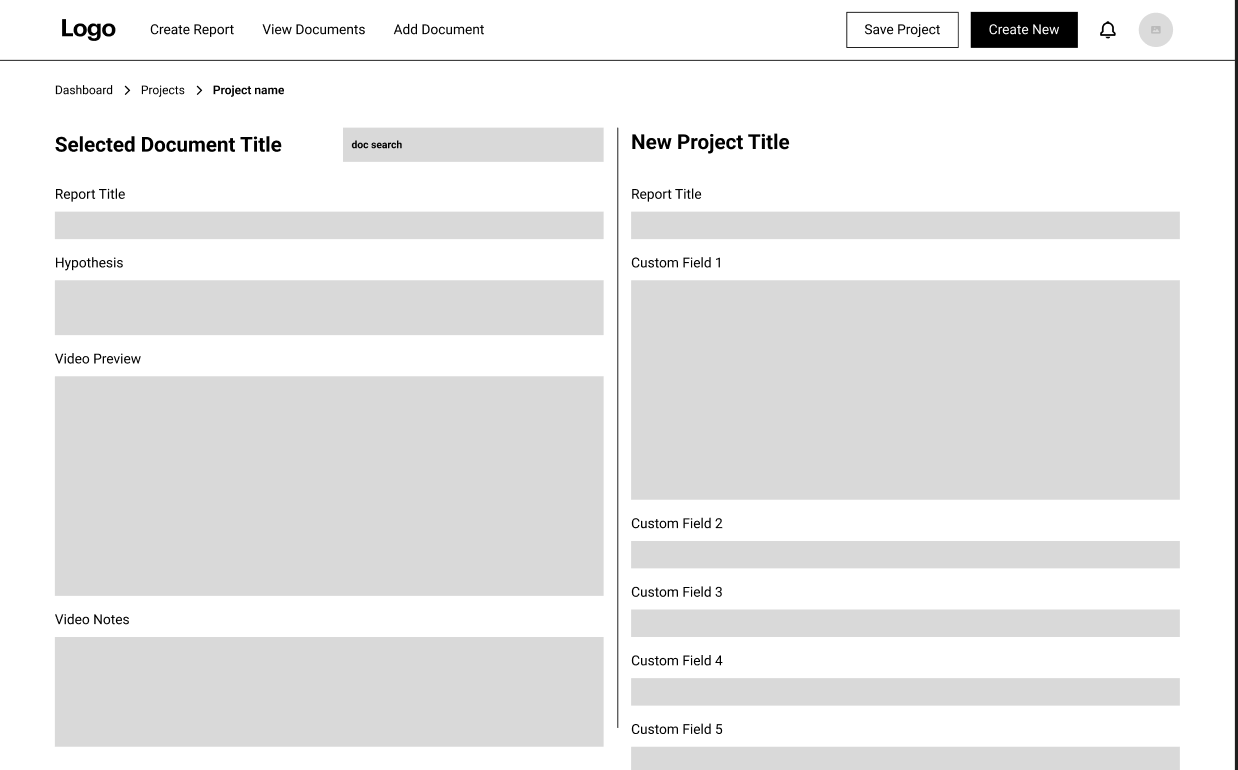 Logo
Create Report
View Documents
Add Document
Save Project
Create New
Dashboard
Projects
Project name
Selected Document Title
doc search
Report Title
Hypothesis
Video Preview
Video Notes
New Project Title
Report Title
Custom Field 1
Custom Field 2
Custom Field 3
Custom Field 4
Custom Field 5